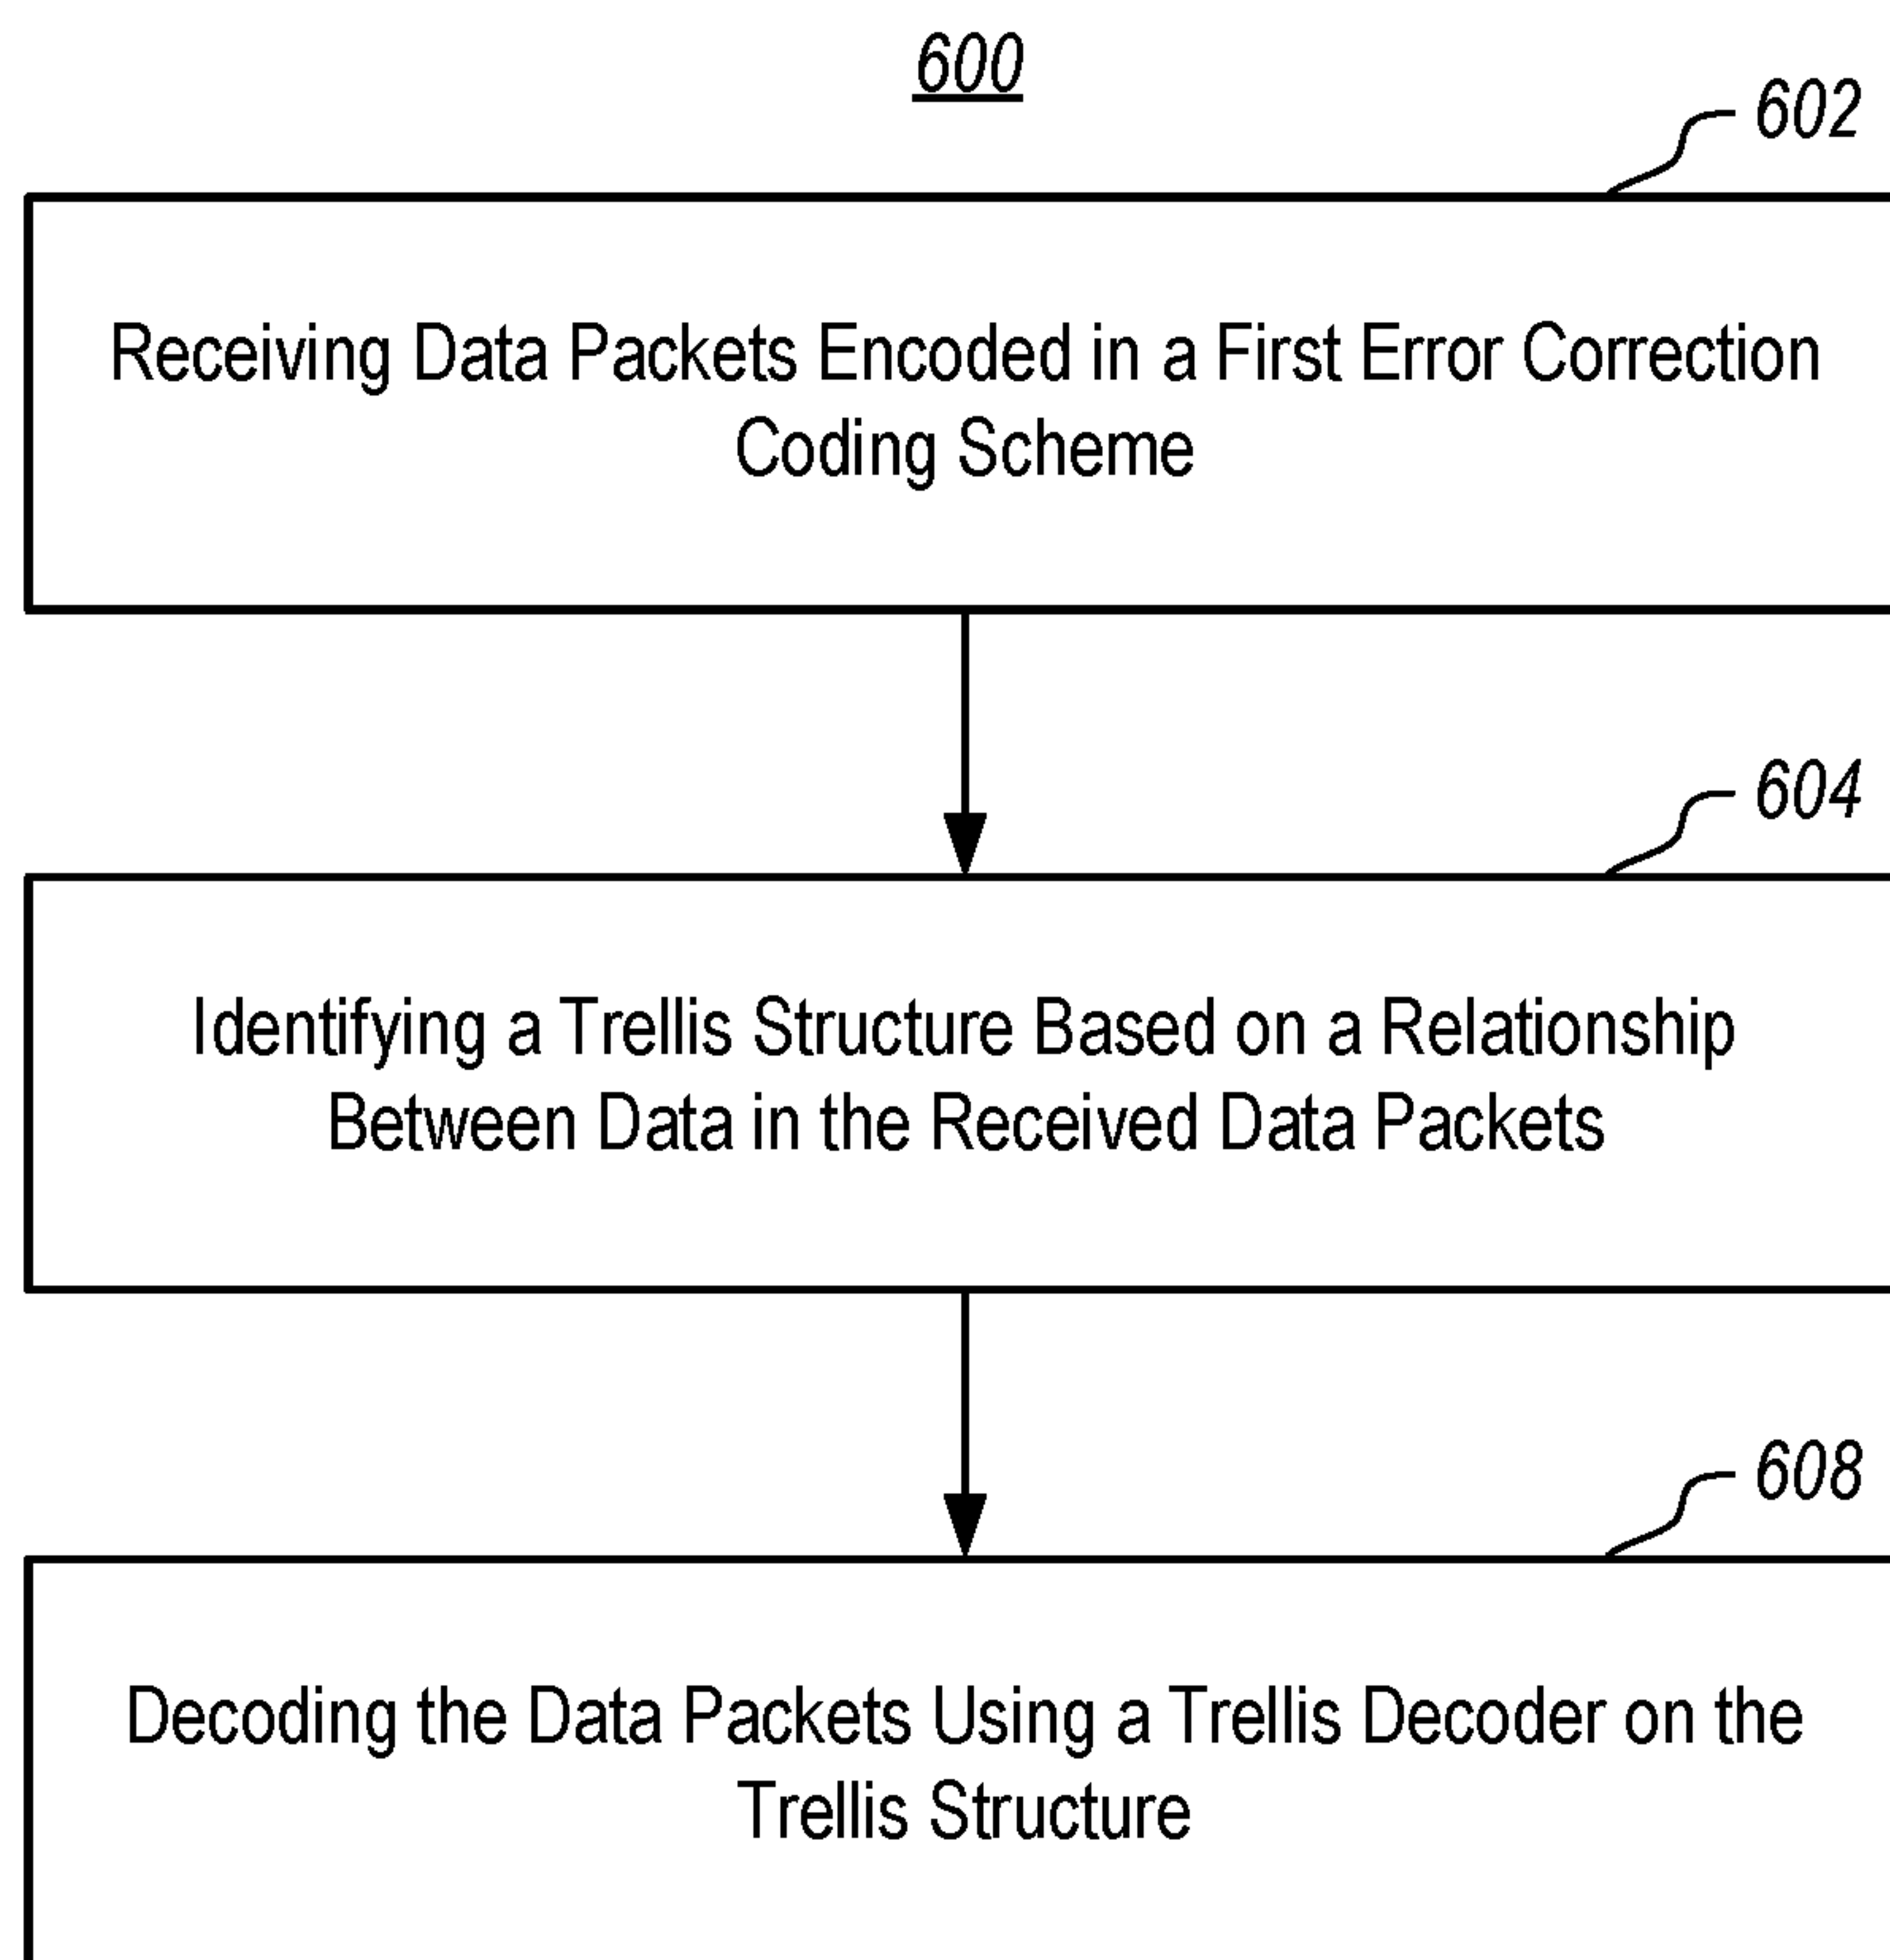 600
602
Receiving Data Packets Encoded in a First Error Correction
Coding Scheme
604
Identifying a Trellis Structure Based on a Relationship
Between Data in the Received Data Packets
608
Decoding the Data Packets Using a Trellis Decoder on the
Trellis Structure